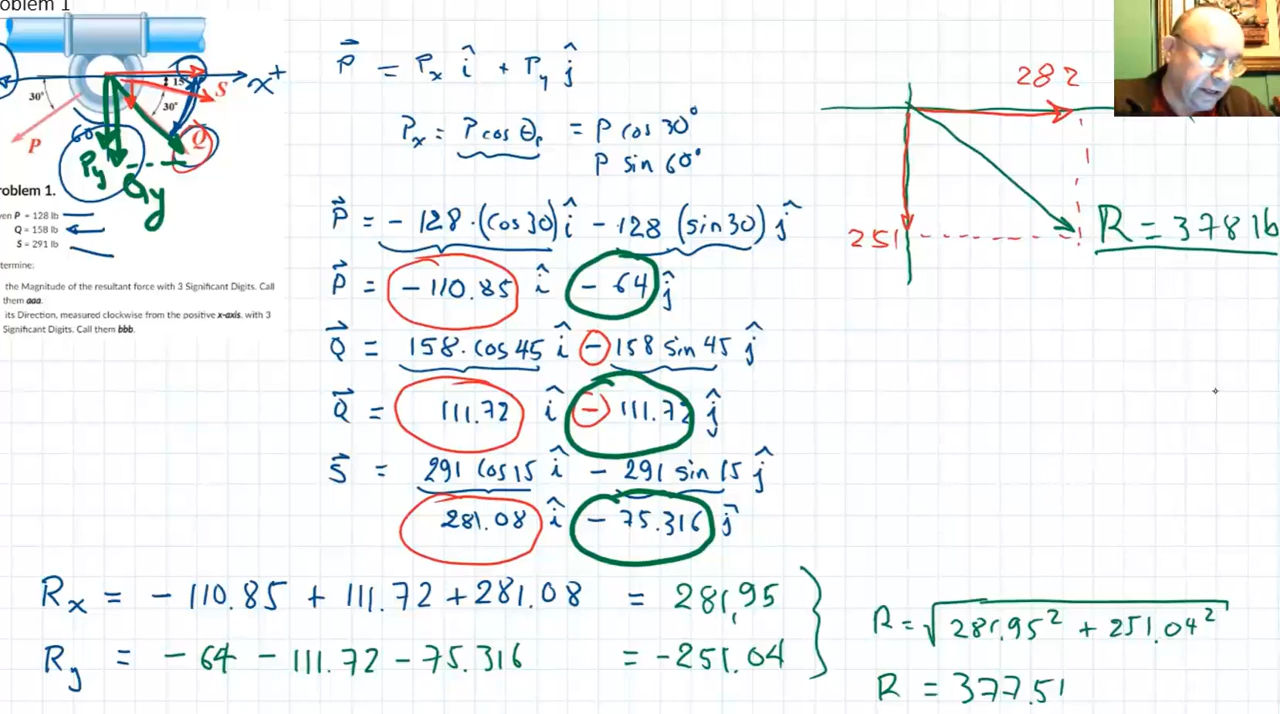 oblem 1
30°
15
30°
60
P
S
Q
x+
Py
Qy
roblem 1.
en P = 128 lb
Q = 158 lb
S = 291 lb
termine:
the Magnitude of the resultant force with 3 Significant Digits. Call
them aaa.
its Direction, measured clockwise from the positive x-axis, with 3
Significant Digits. Call them bbb.
P⃗ = Px î + Py ĵ
Px = P cos θp = P cos 30°
P sin 60°
P⃗ = - 128·(cos 30) î - 128 (sin 30) ĵ
P⃗ = - 110.85 î - 64 ĵ
Q⃗ = 158·cos 45 î - 158 sin 45 ĵ
Q⃗ = 111.72 î - 111.72 ĵ
S⃗ = 291 cos 15 î - 291 sin 15 ĵ
281.08 î - 75.316 ĵ
Rx = - 110.85 + 111.72 + 281.08 = 281.95
Ry = - 64 - 111.72 - 75.316 = -251.04
282
251
R = 378 lb
R = √281.95² + 251.04²
R = 377.51